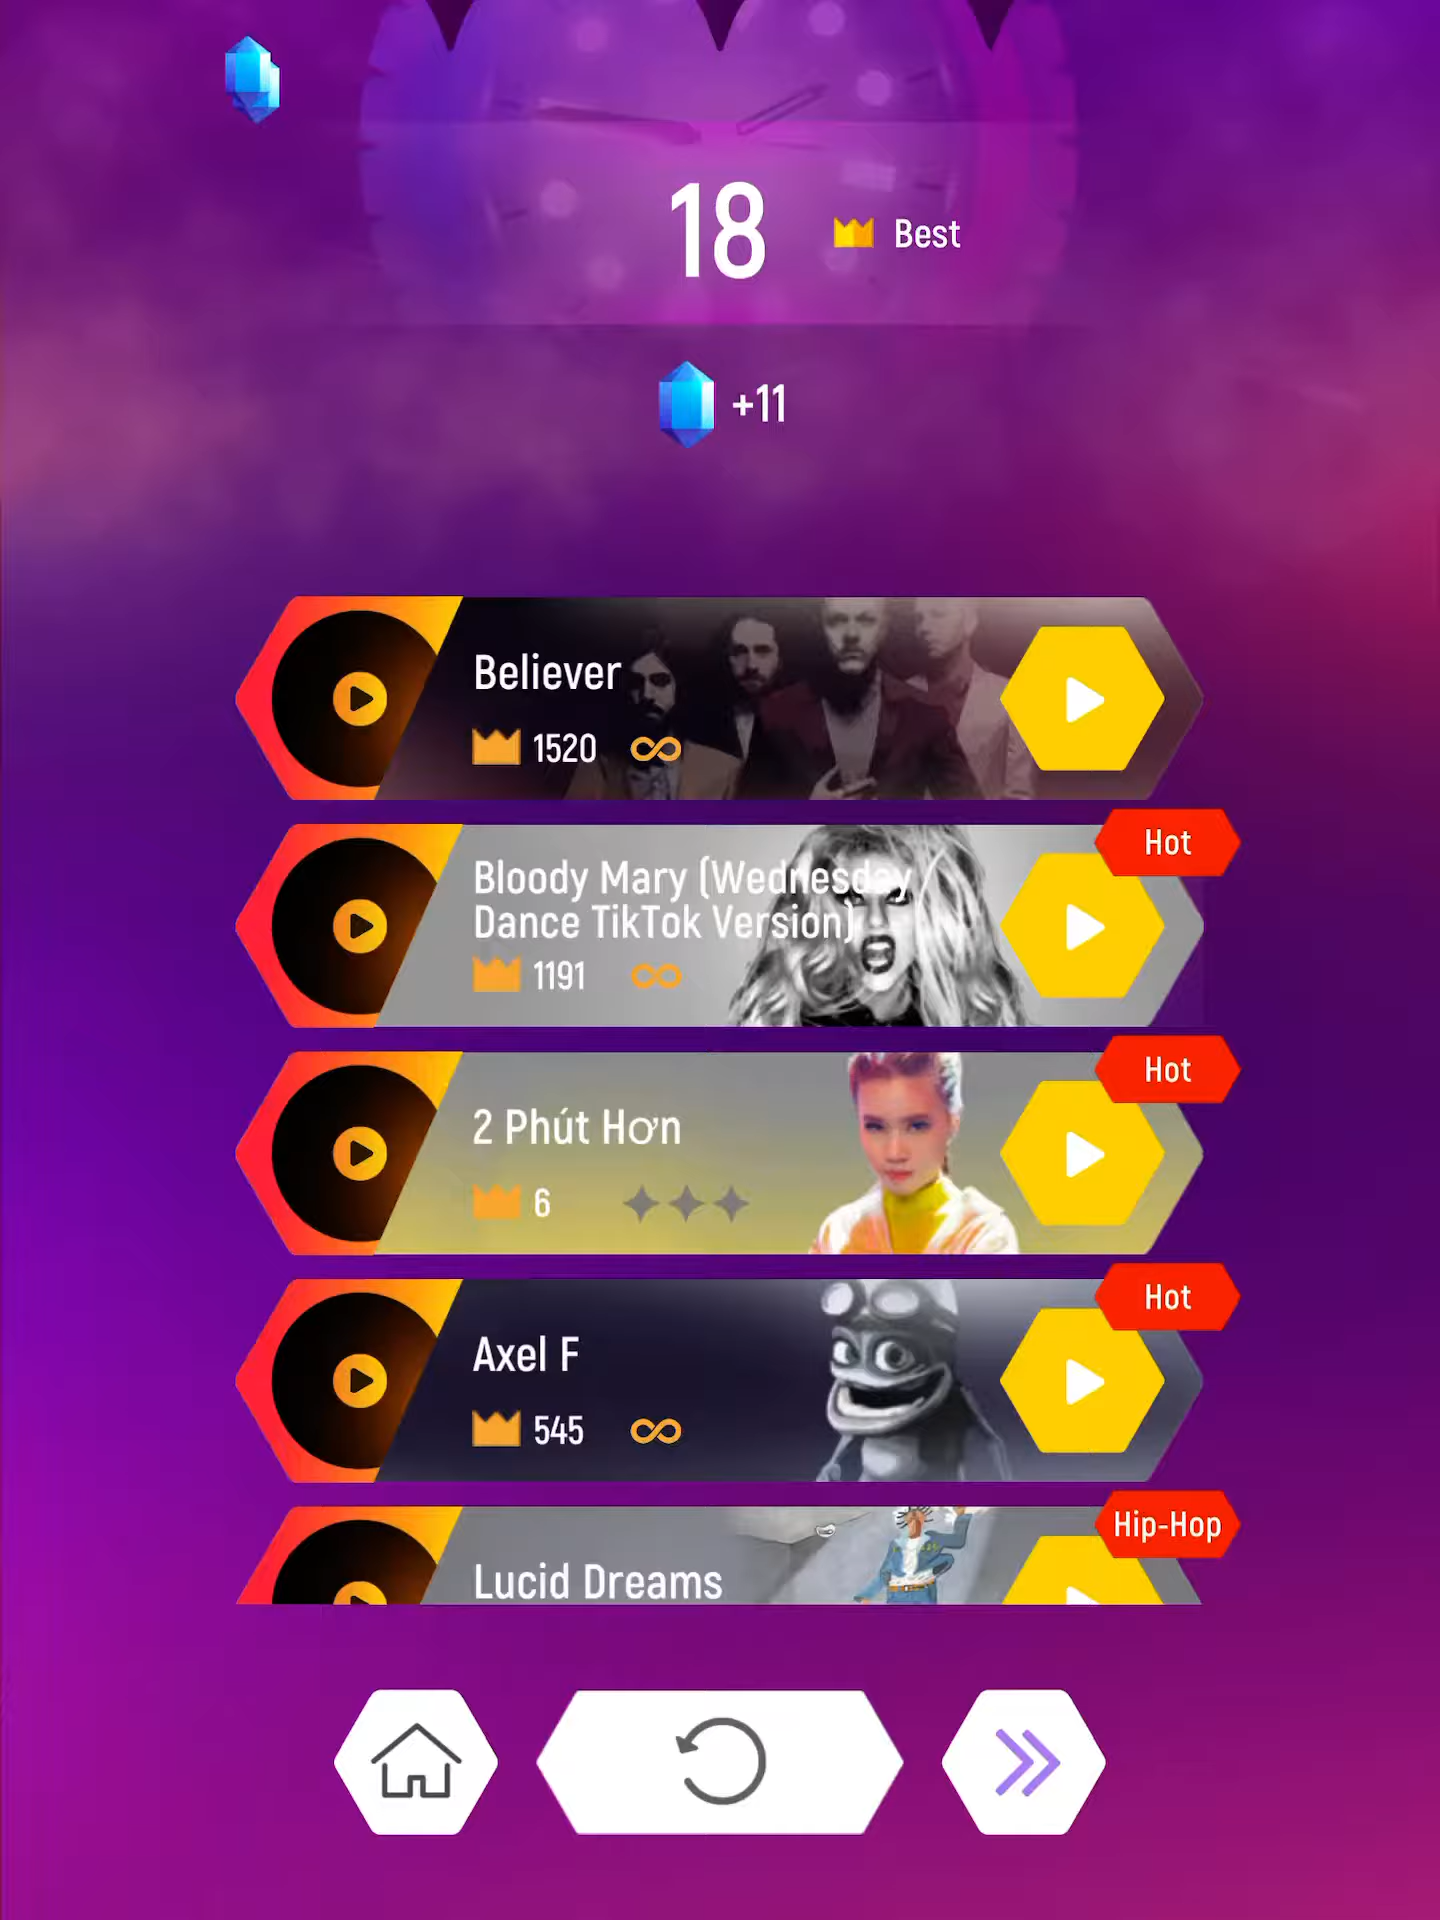 18
Best
+11
Believer
1520
Hot
Bloody Mary (Wednesday
Dance TikTok Version)
1191
Hot
2 Phút Hơn
6
Hot
Axel F
545
Hip-Hop
Lucid Dreams